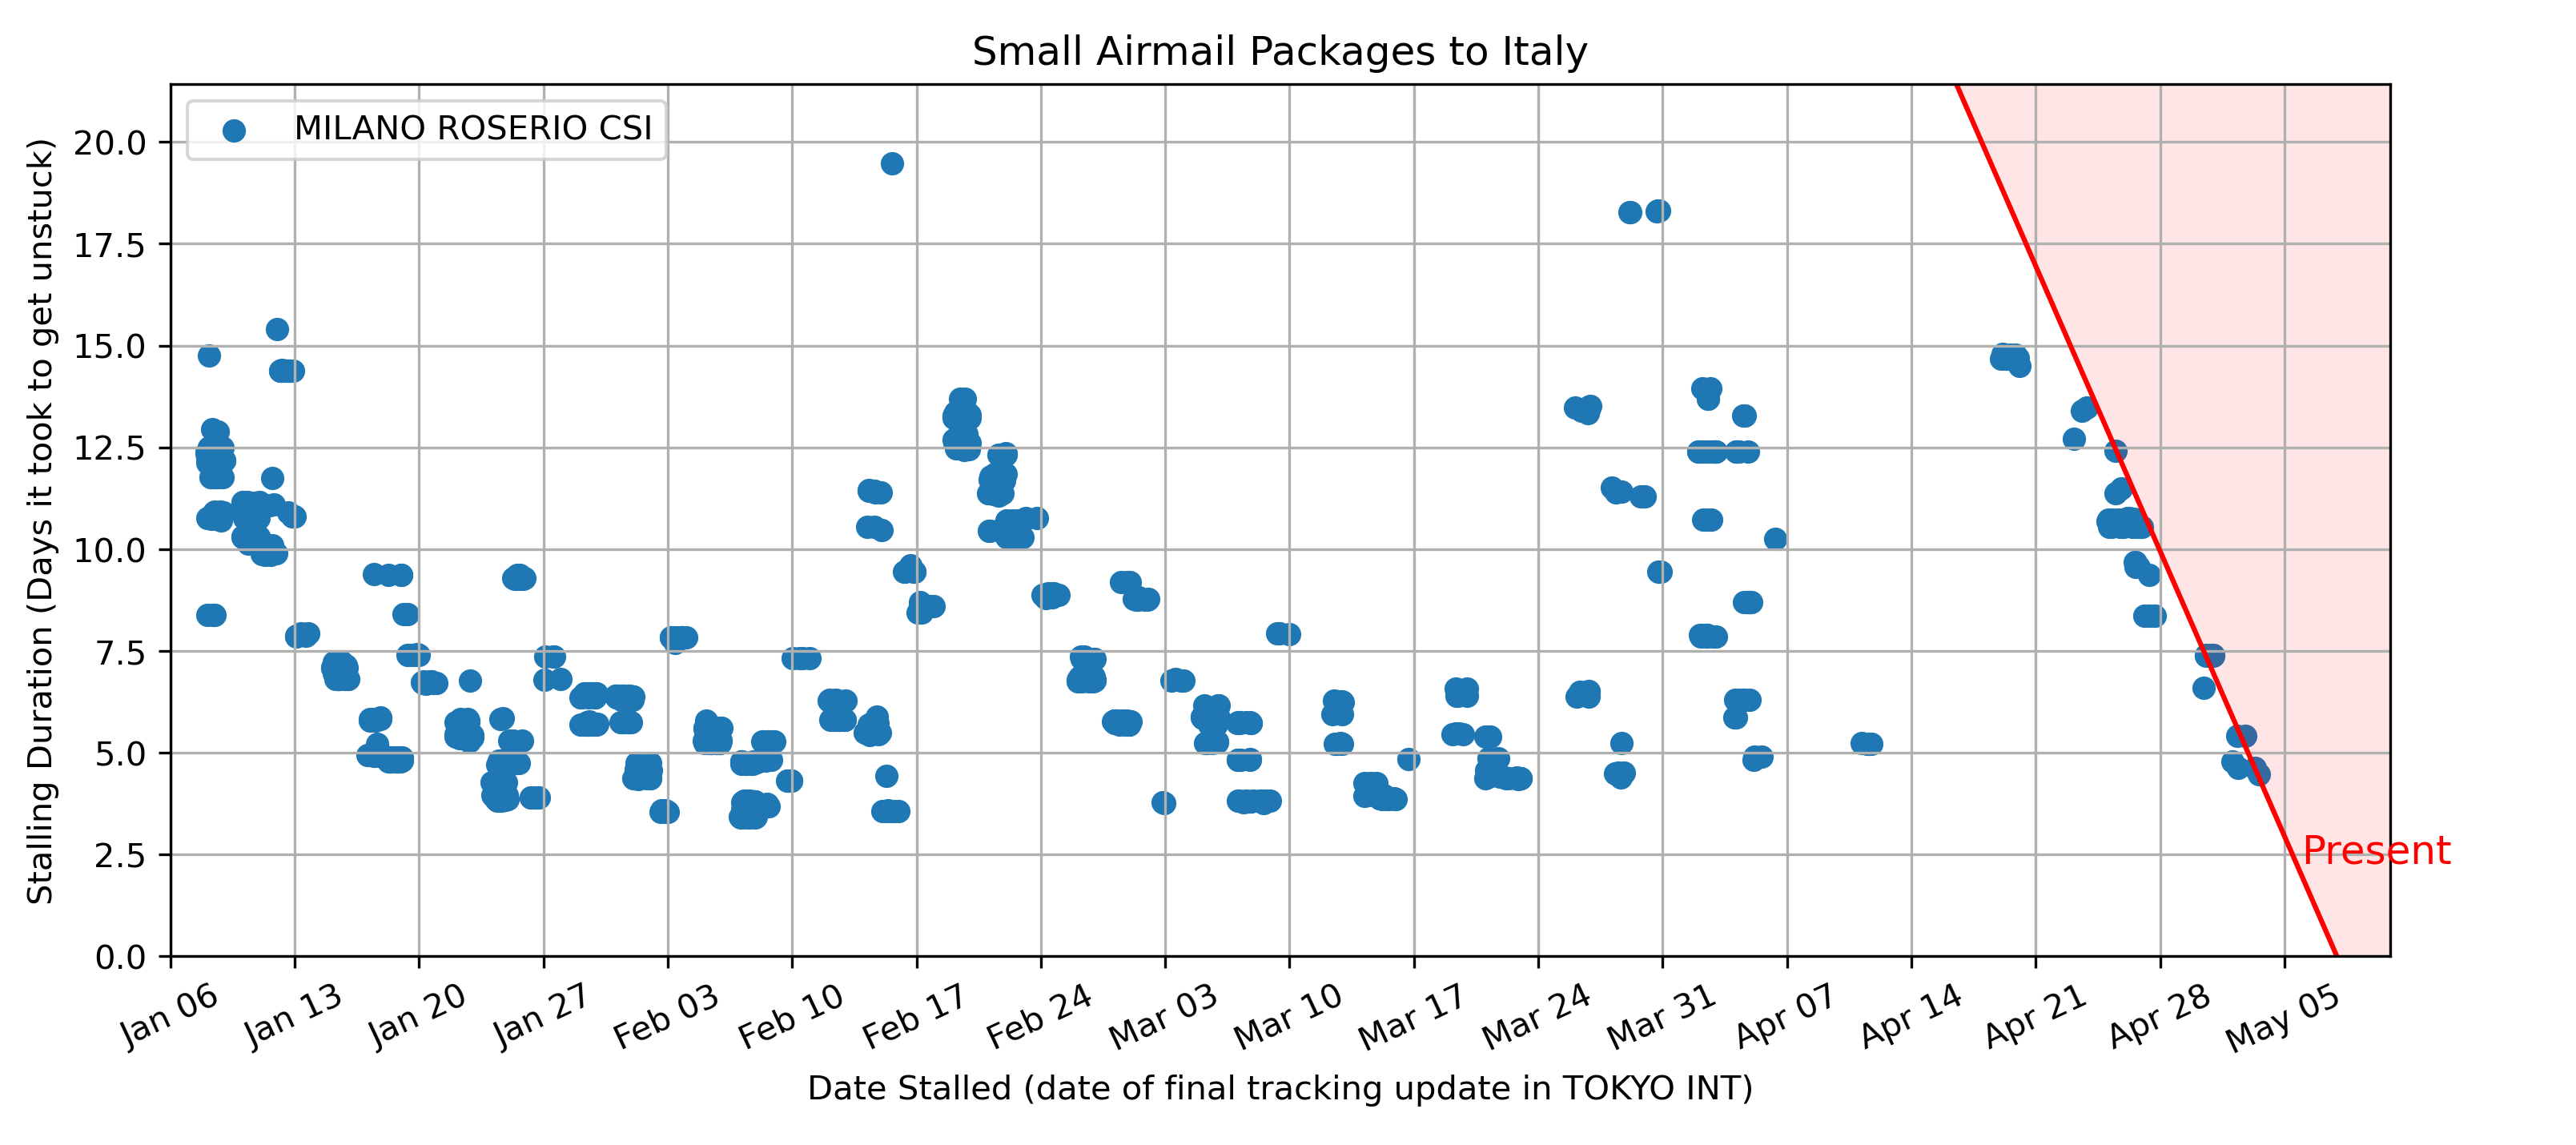 Small Airmail Packages to Italy
MILANO ROSERIO CSI
Stalling Duration (Days it took to get unstuck)
20.0
17.5
15.0
12.5
10.0
7.5
5.0
2.5
0.0
Present
Jan 06
Jan 13
Jan 20
Jan 27
Feb 03
Feb 10
Feb 17
Feb 24
Mar 03
Mar 10
Mar 17
Mar 24
Mar 31
Apr 07
Apr 14
Apr 21
Apr 28
May 05
Date Stalled (date of final tracking update in TOKYO INT)